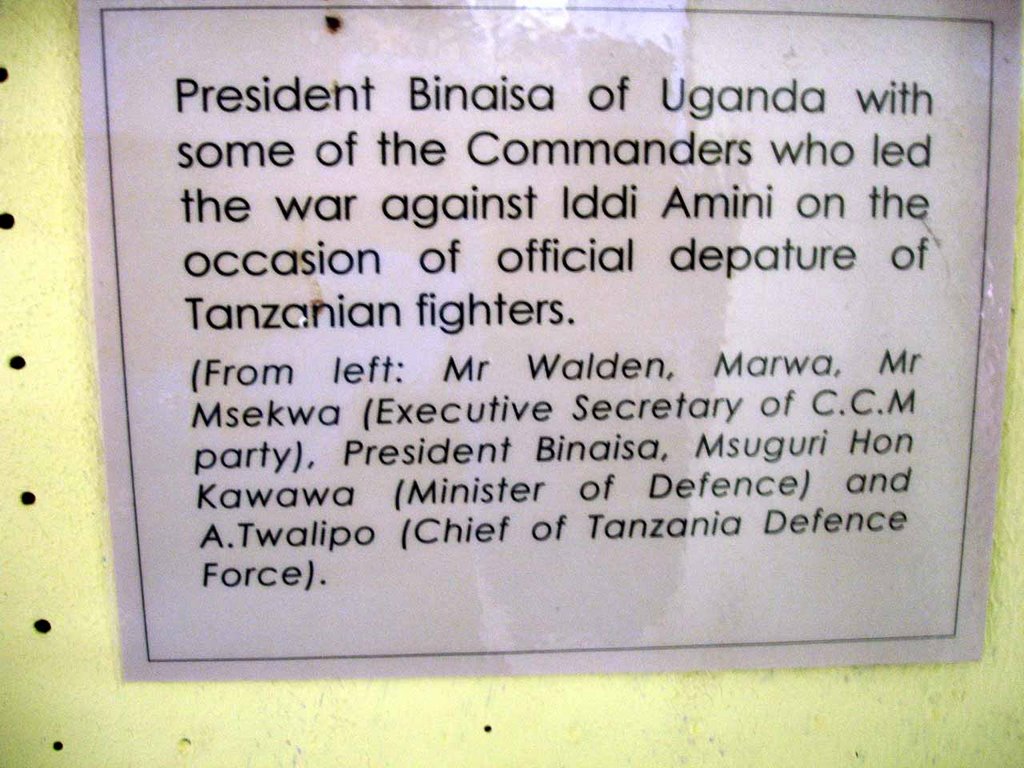 President Binaisa of Uganda with
some of the Commanders who led
the war against Iddi Amini on the
occasion of official depature of
Tanzanian fighters.
(From left: Mr Walden, Marwa, Mr
Msekwa (Executive Secretary of C.C.M
party), President Binaisa, Msuguri Hon
Kawawa (Minister of Defence) and
A.Twalipo (Chief of Tanzania Defence
Force).